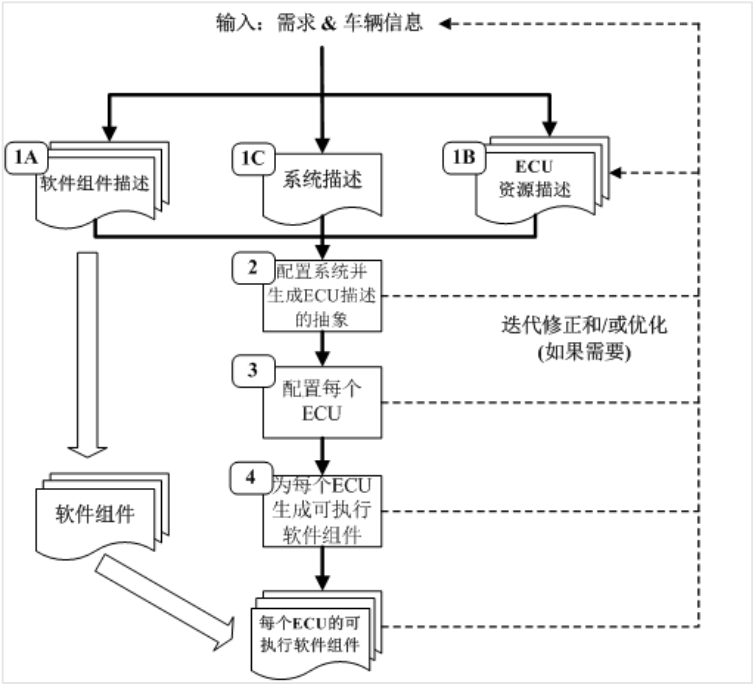 输入：需求 & 车辆信息
1A
软件组件描述
1C
系统描述
1B
ECU
资源描述
2
配置系统并
生成ECU描述
的抽象
迭代修正和/或优化
(如果需要)
3
配置每个
ECU
4
为每个ECU
生成可执行
软件组件
软件组件
每个ECU的可
执行软件组件